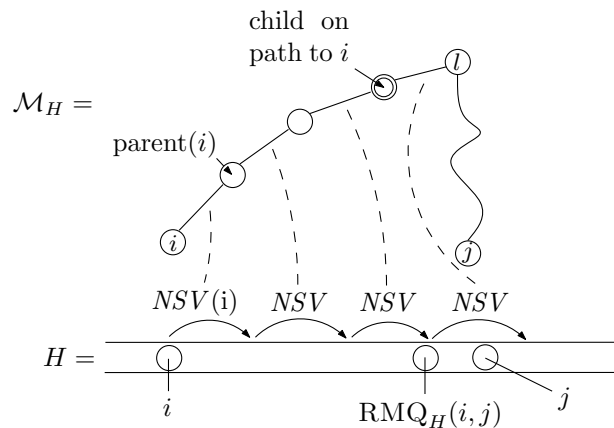 child on
path to i
l
M_H =
parent(i)
i
j
NSV(i) NSV NSV NSV
H =
i
RMQ_H(i, j)
j